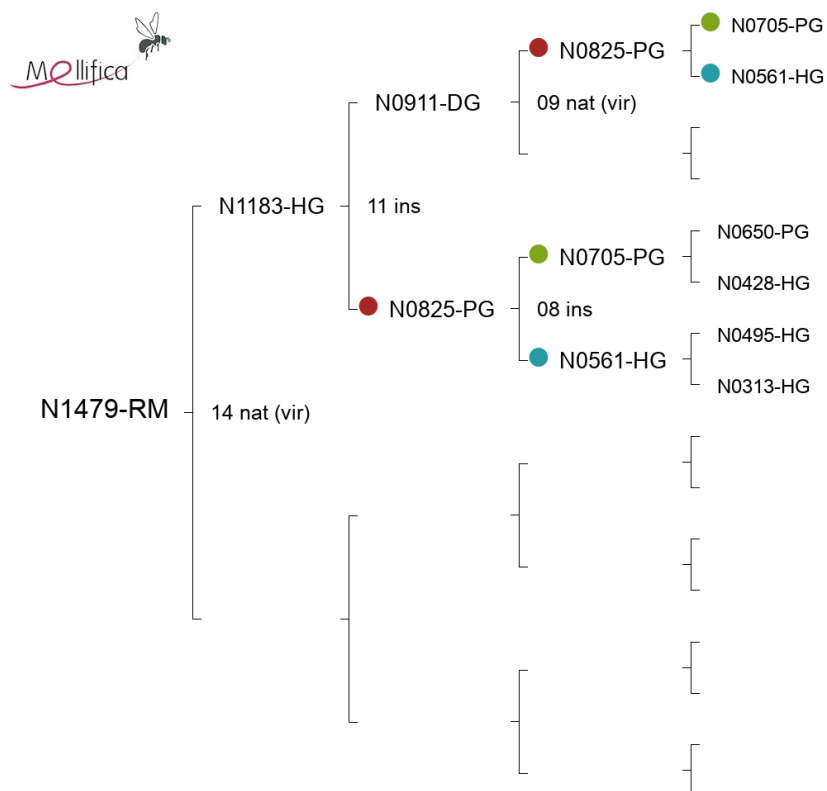 Mellifica
N0705-PG
N0825-PG
N0561-HG
N0911-DG
09 nat (vir)
N1183-HG
11 ins
N0650-PG
N0705-PG
N0428-HG
N0825-PG
08 ins
N0495-HG
N0561-HG
N0313-HG
N1479-RM
14 nat (vir)